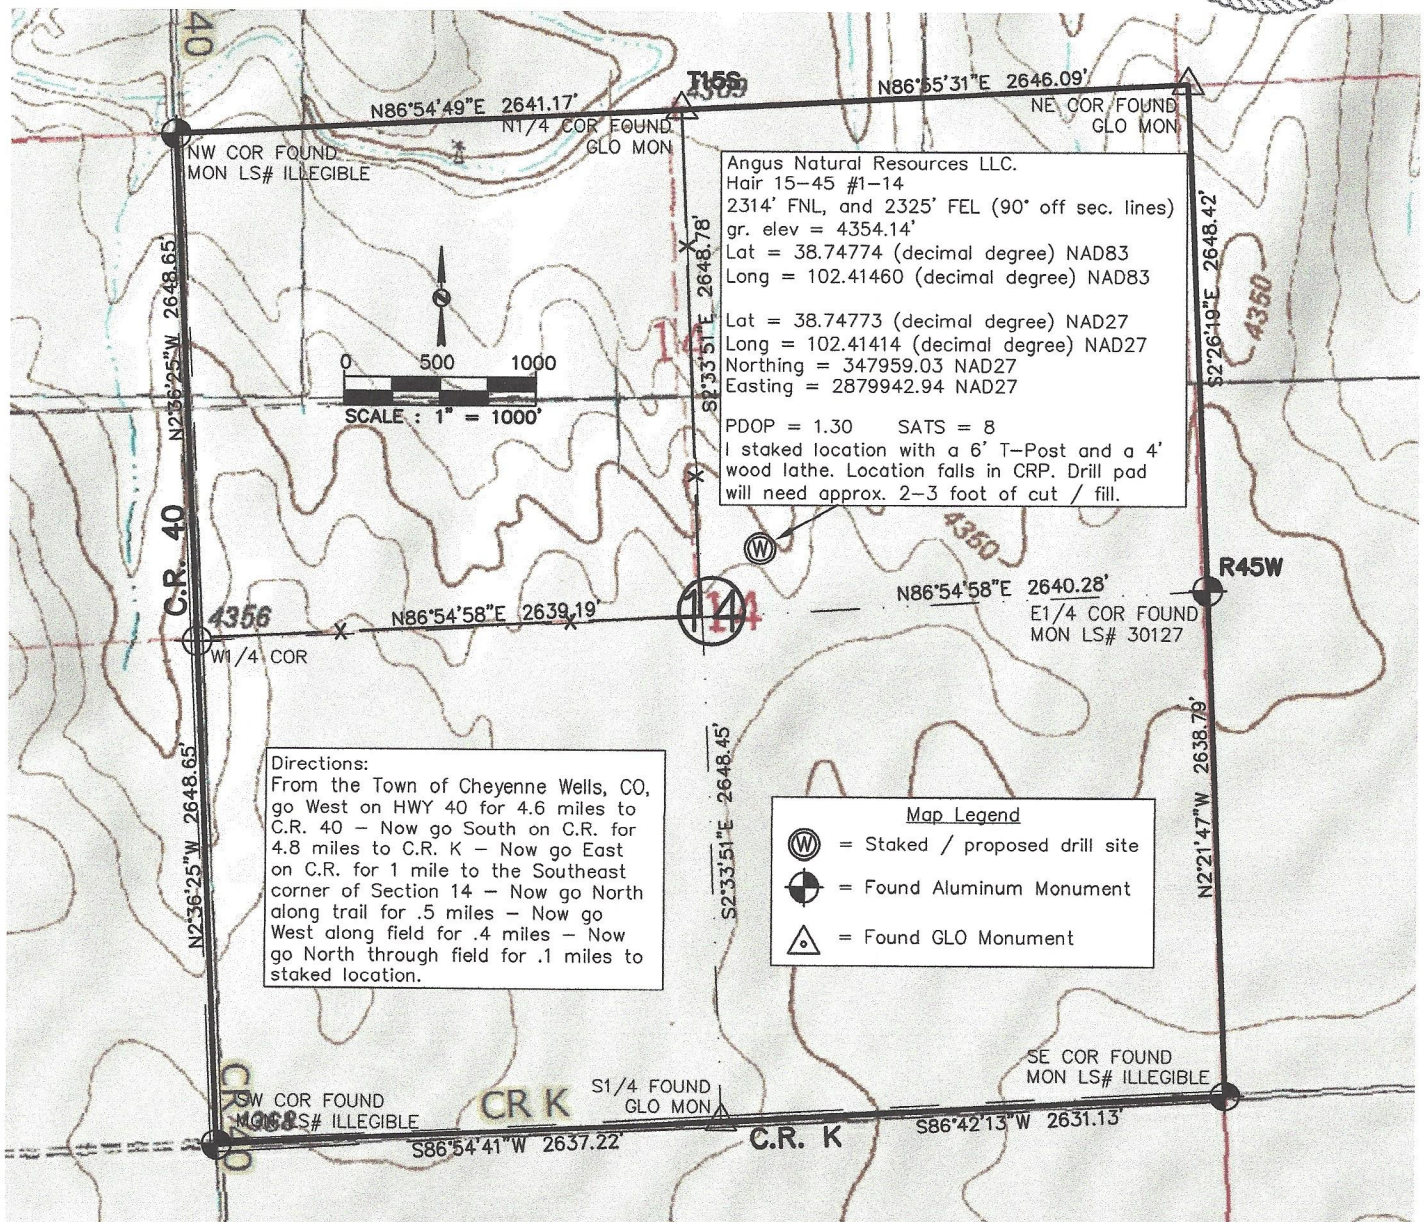 40
T15S
4369
N86°54'49"E 2641.17'
N86°55'31"E 2646.09'
N1/4 COR FOUND
GLO MON
NE COR FOUND
GLO MON
NW COR FOUND
MON LS# ILLEGIBLE
Angus Natural Resources LLC.
Hair 15-45 #1-14
2314' FNL, and 2325' FEL (90° off sec. lines)
gr. elev = 4354.14'
Lat = 38.74774 (decimal degree) NAD83
Long = 102.41460 (decimal degree) NAD83
Lat = 38.74773 (decimal degree) NAD27
Long = 102.41414 (decimal degree) NAD27
Northing = 347959.03 NAD27
Easting = 2879942.94 NAD27
PDOP = 1.30 SATS = 8
I staked location with a 6' T-Post and a 4'
wood lathe. Location falls in CRP. Drill pad
will need approx. 2-3 foot of cut / fill.
N2°36'25"W 2648.65'
S2°33'51"E 2648.78'
S2°26'19"E 2648.42'
4350
14
N
0 500 1000
SCALE : 1" = 1000'
C.R. 40
W
4350
R45W
N86°54'58"E 2640.28'
E1/4 COR FOUND
MON LS# 30127
4356
N86°54'58"E 2639.19'
14
14
W1/4 COR
N2°36'25"W 2648.65'
S2°33'51"E 2648.45'
N2°21'47"W 2638.79'
Directions:
From the Town of Cheyenne Wells, CO,
go West on HWY 40 for 4.6 miles to
C.R. 40 - Now go South on C.R. for
4.8 miles to C.R. K - Now go East
on C.R. for 1 mile to the Southeast
corner of Section 14 - Now go North
along trail for .5 miles - Now go
West along field for .4 miles - Now
go North through field for .1 miles to
staked location.
Map Legend
W = Staked / proposed drill site
= Found Aluminum Monument
= Found GLO Monument
SE COR FOUND
MON LS# ILLEGIBLE
S1/4 FOUND
GLO MON
CR K
CR 40
SW COR FOUND
MON LS# ILLEGIBLE
4368
S86°54'41"W 2637.22'
C.R. K
S86°42'13"W 2631.13'